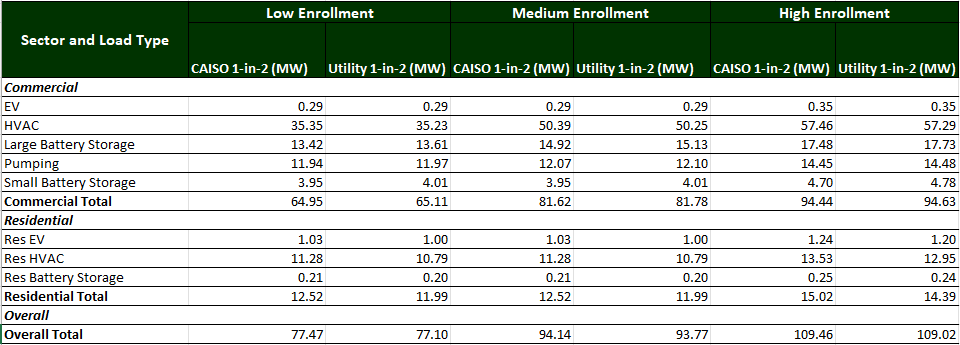 Sector and Load Type Low Enrollment Medium Enrollment High Enrollment
CAISO 1-in-2 (MW) Utility 1-in-2 (MW) CAISO 1-in-2 (MW) Utility 1-in-2 (MW) CAISO 1-in-2 (MW) Utility 1-in-2 (MW)
Commercial
EV 0.29 0.29 0.29 0.29 0.35 0.35
HVAC 35.35 35.23 50.39 50.25 57.46 57.29
Large Battery Storage 13.42 13.61 14.92 15.13 17.48 17.73
Pumping 11.94 11.97 12.07 12.10 14.45 14.48
Small Battery Storage 3.95 4.01 3.95 4.01 4.70 4.78
Commercial Total 64.95 65.11 81.62 81.78 94.44 94.63
Residential
Res EV 1.03 1.00 1.03 1.00 1.24 1.20
Res HVAC 11.28 10.79 11.28 10.79 13.53 12.95
Res Battery Storage 0.21 0.20 0.21 0.20 0.25 0.24
Residential Total 12.52 11.99 12.52 11.99 15.02 14.39
Overall
Overall Total 77.47 77.10 94.14 93.77 109.46 109.02